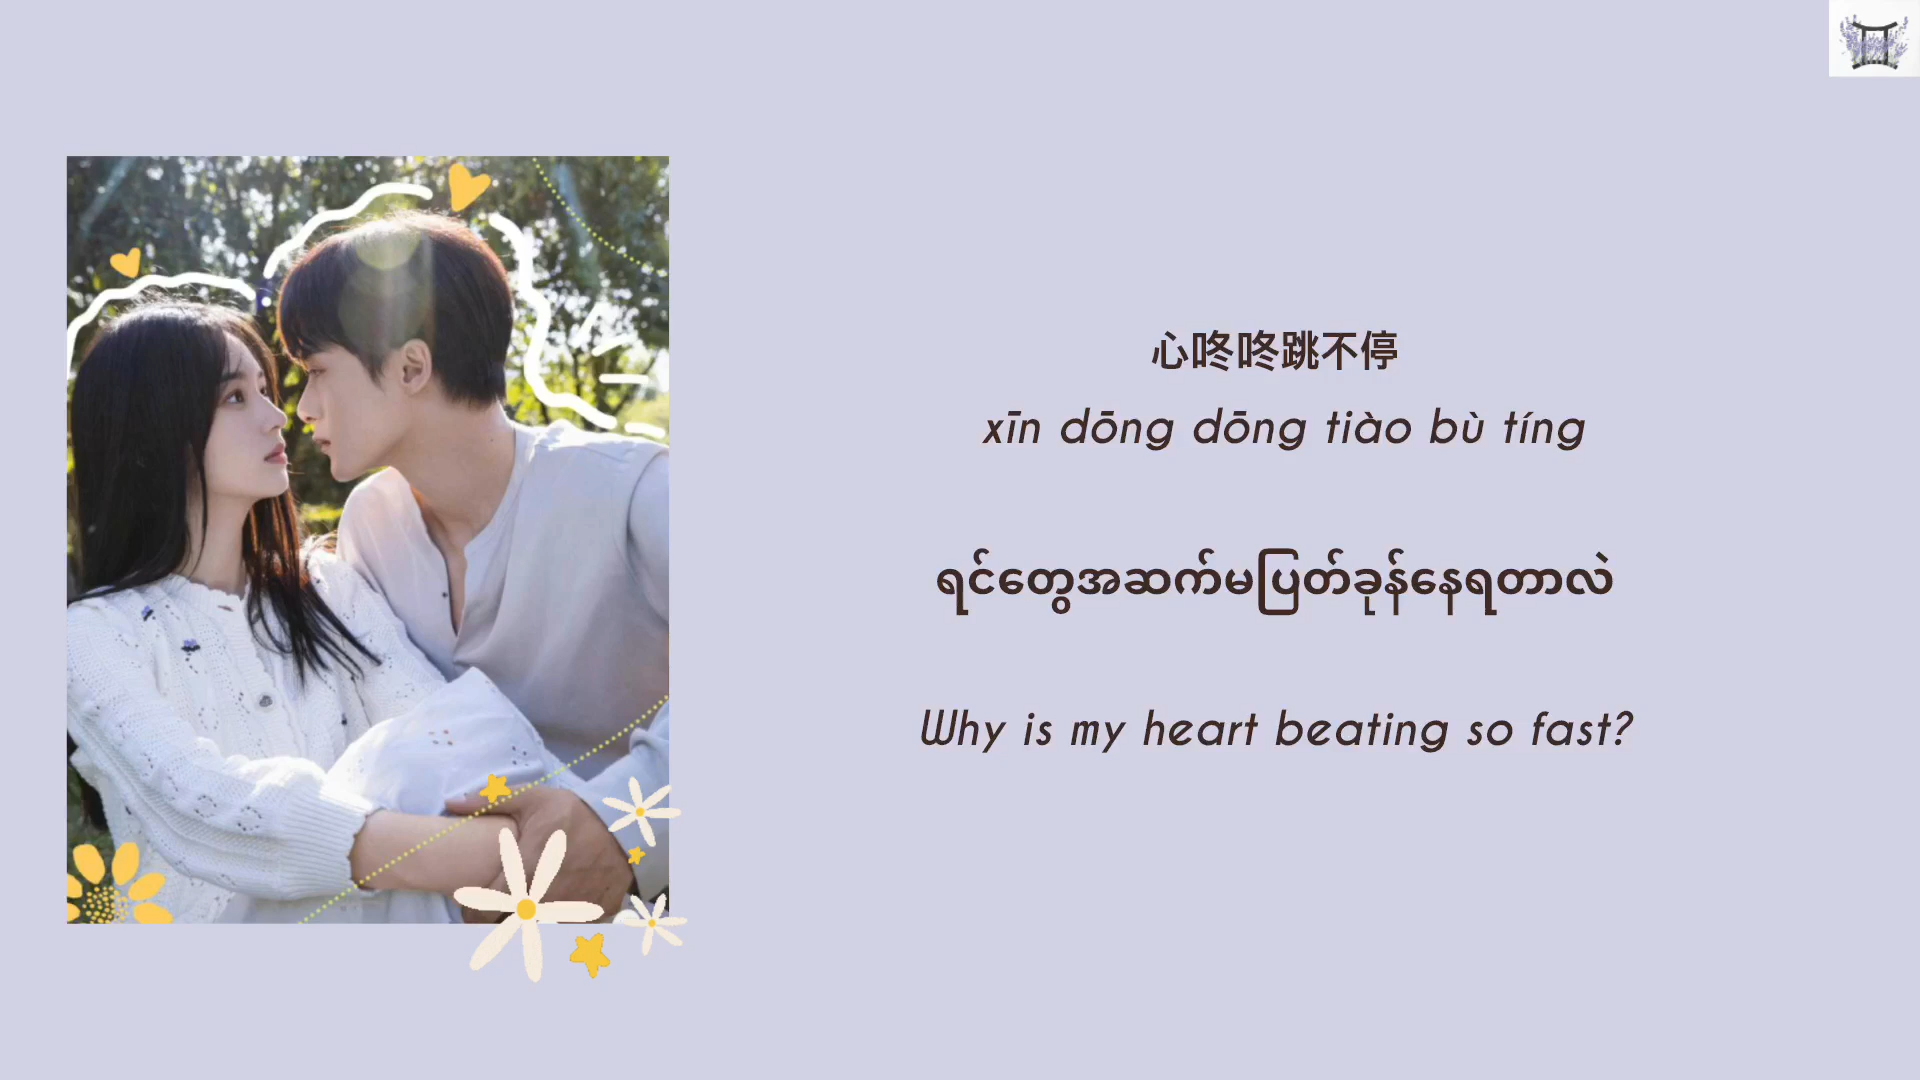 心咚咚跳不停
xīn dōng dōng tiào bù tíng
ရင်တွေအဆက်မပြတ်ခုန်နေရတာလဲ
Why is my heart beating so fast?